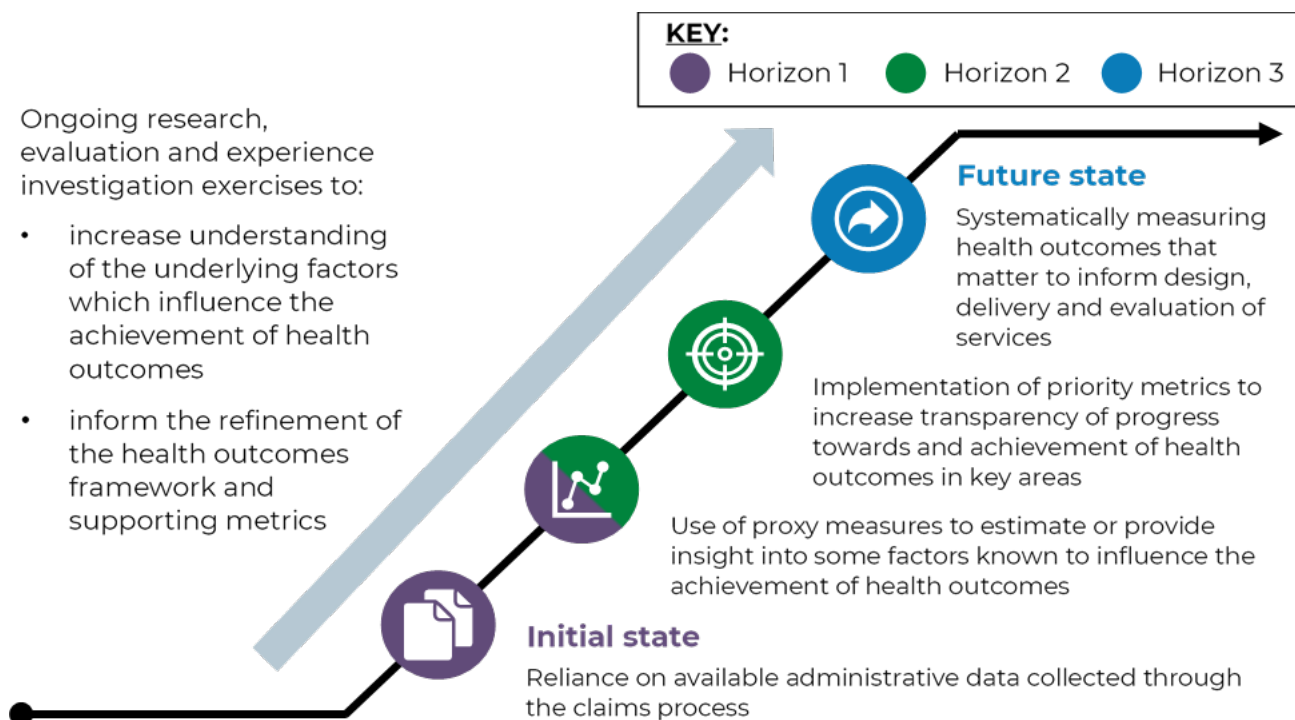 KEY:
Horizon 1
Horizon 2
Horizon 3
Ongoing research,
evaluation and experience
investigation exercises to:
• increase understanding
of the underlying factors
which influence the
achievement of health
outcomes
• inform the refinement of
the health outcomes
framework and
supporting metrics
Future state
Systematically measuring
health outcomes that
matter to inform design,
delivery and evaluation of
services
Implementation of priority metrics to
increase transparency of progress
towards and achievement of health
outcomes in key areas
Use of proxy measures to estimate or provide
insight into some factors known to influence the
achievement of health outcomes
Initial state
Reliance on available administrative data collected through
the claims process